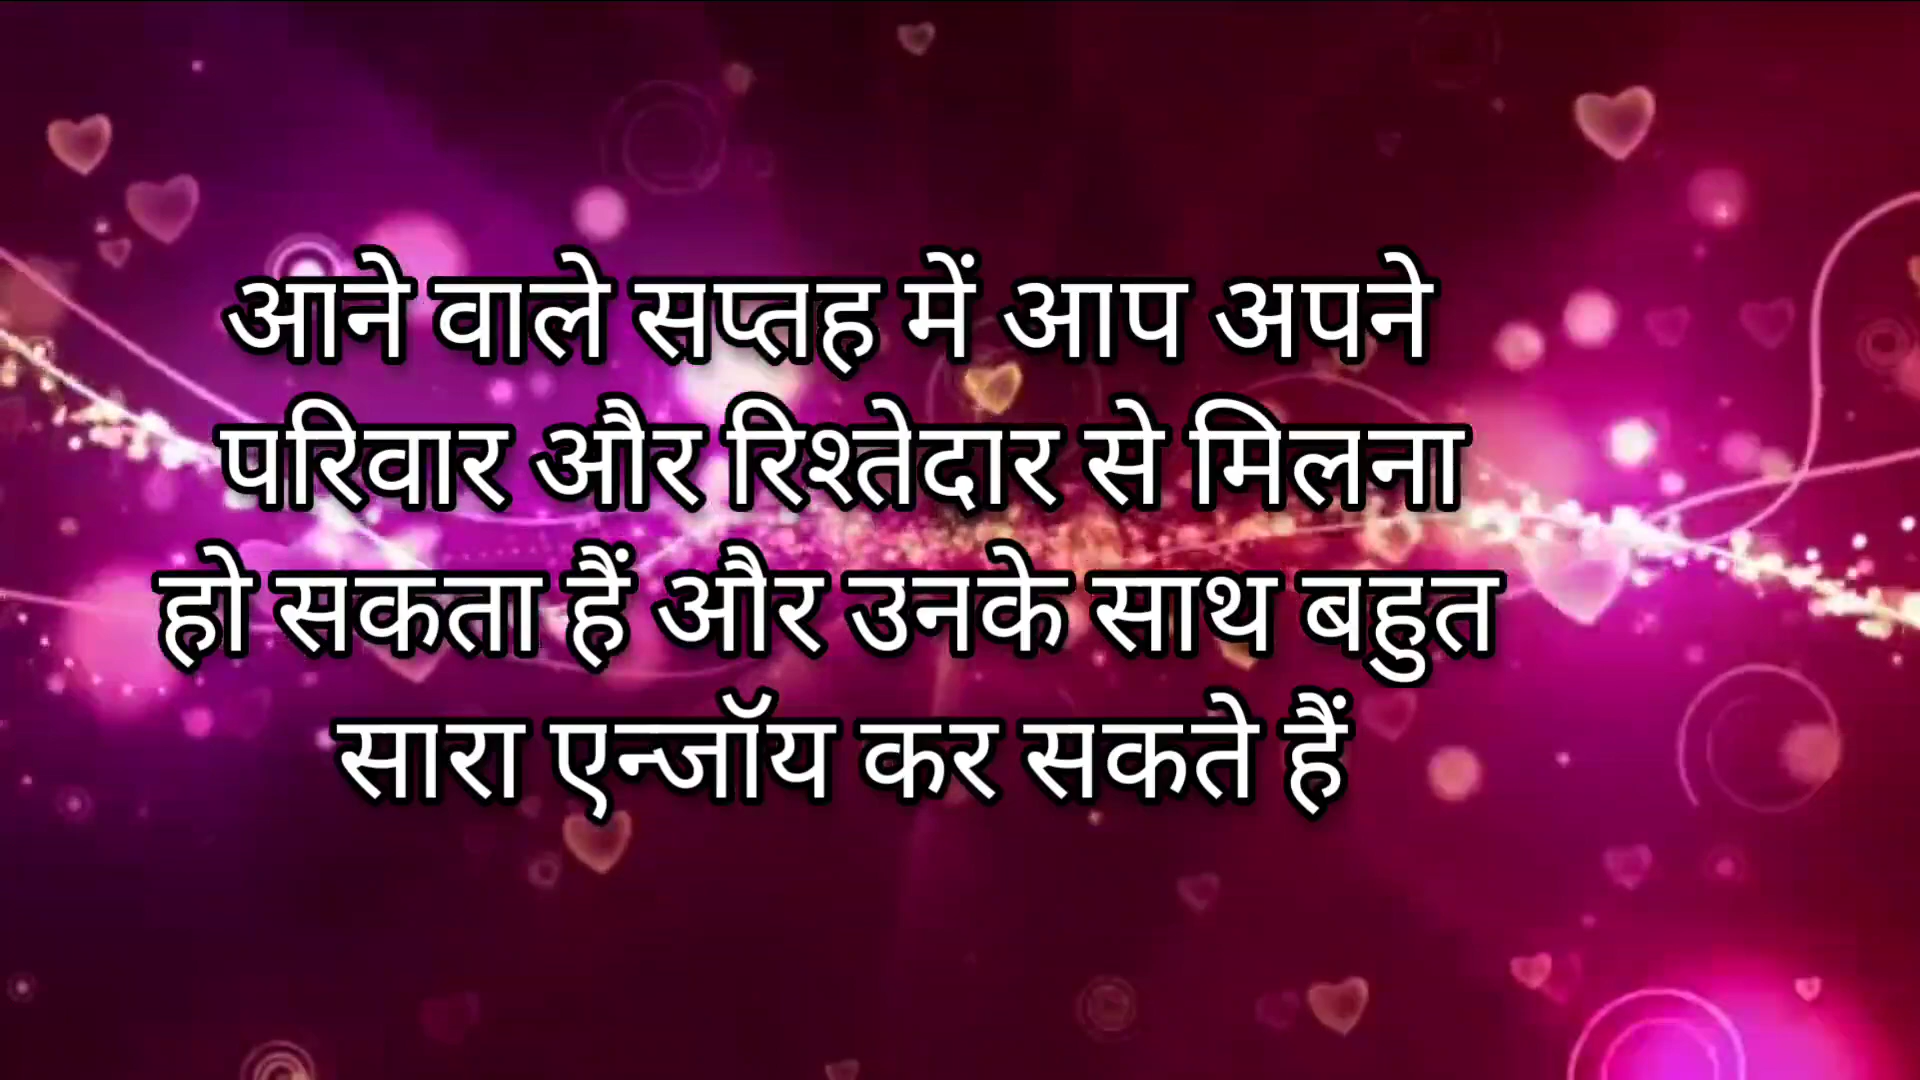 आने वाले सप्तह में आप अपने
परिवार और रिश्तेदार से मिलना
हो सकता हैं और उनके साथ बहुत
सारा एन्जॉय कर सकते हैं